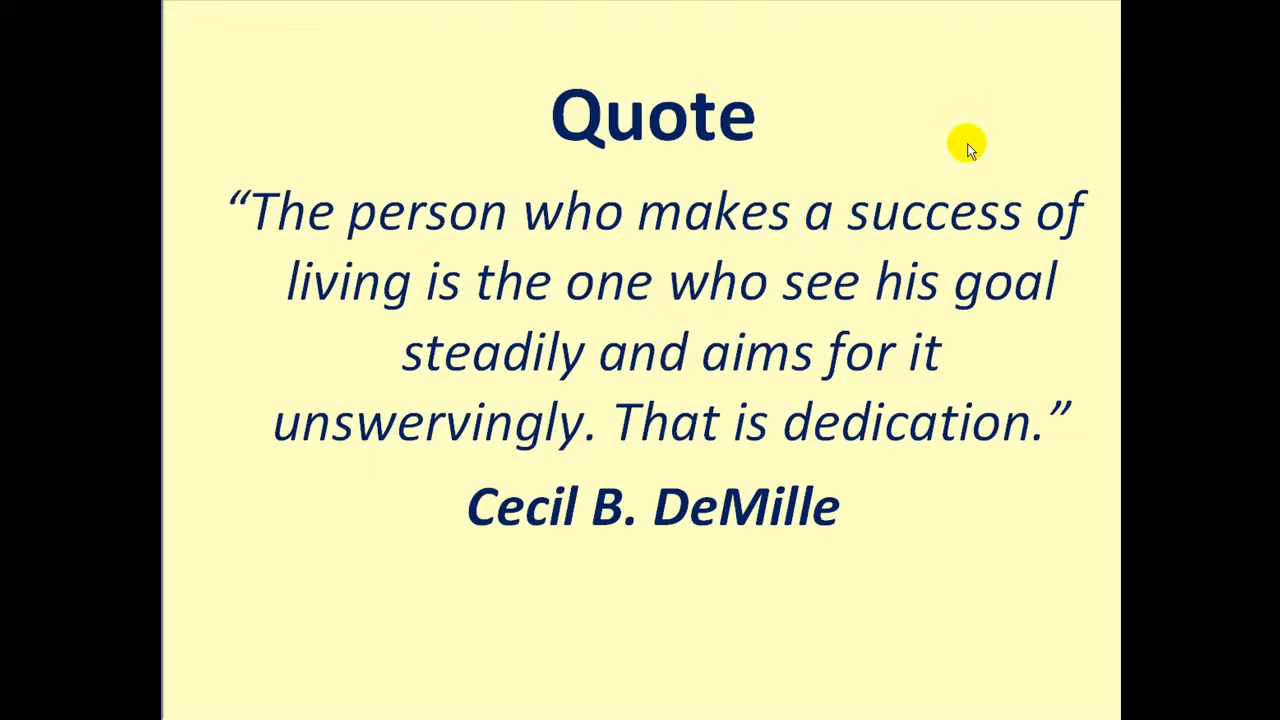 Quote
“The person who makes a success of
living is the one who see his goal
steadily and aims for it
unswervingly. That is dedication.”
Cecil B. DeMille